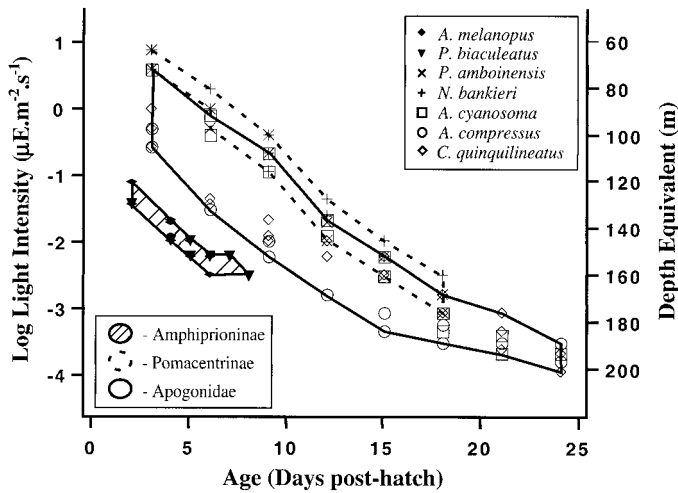 Log Light Intensity (µE.m⁻².s⁻¹)
1
0
-1
-2
-3
-4
A. melanopus
P. biaculeatus
P. amboinensis
N. bankieri
A. cyanosoma
A. compressus
C. quinquilineatus
- Amphiprioninae
- Pomacentrinae
- Apogonidae
60
80
100
120
140
160
180
200
Depth Equivalent (m)
0
5
10
15
20
25
Age (Days post-hatch)